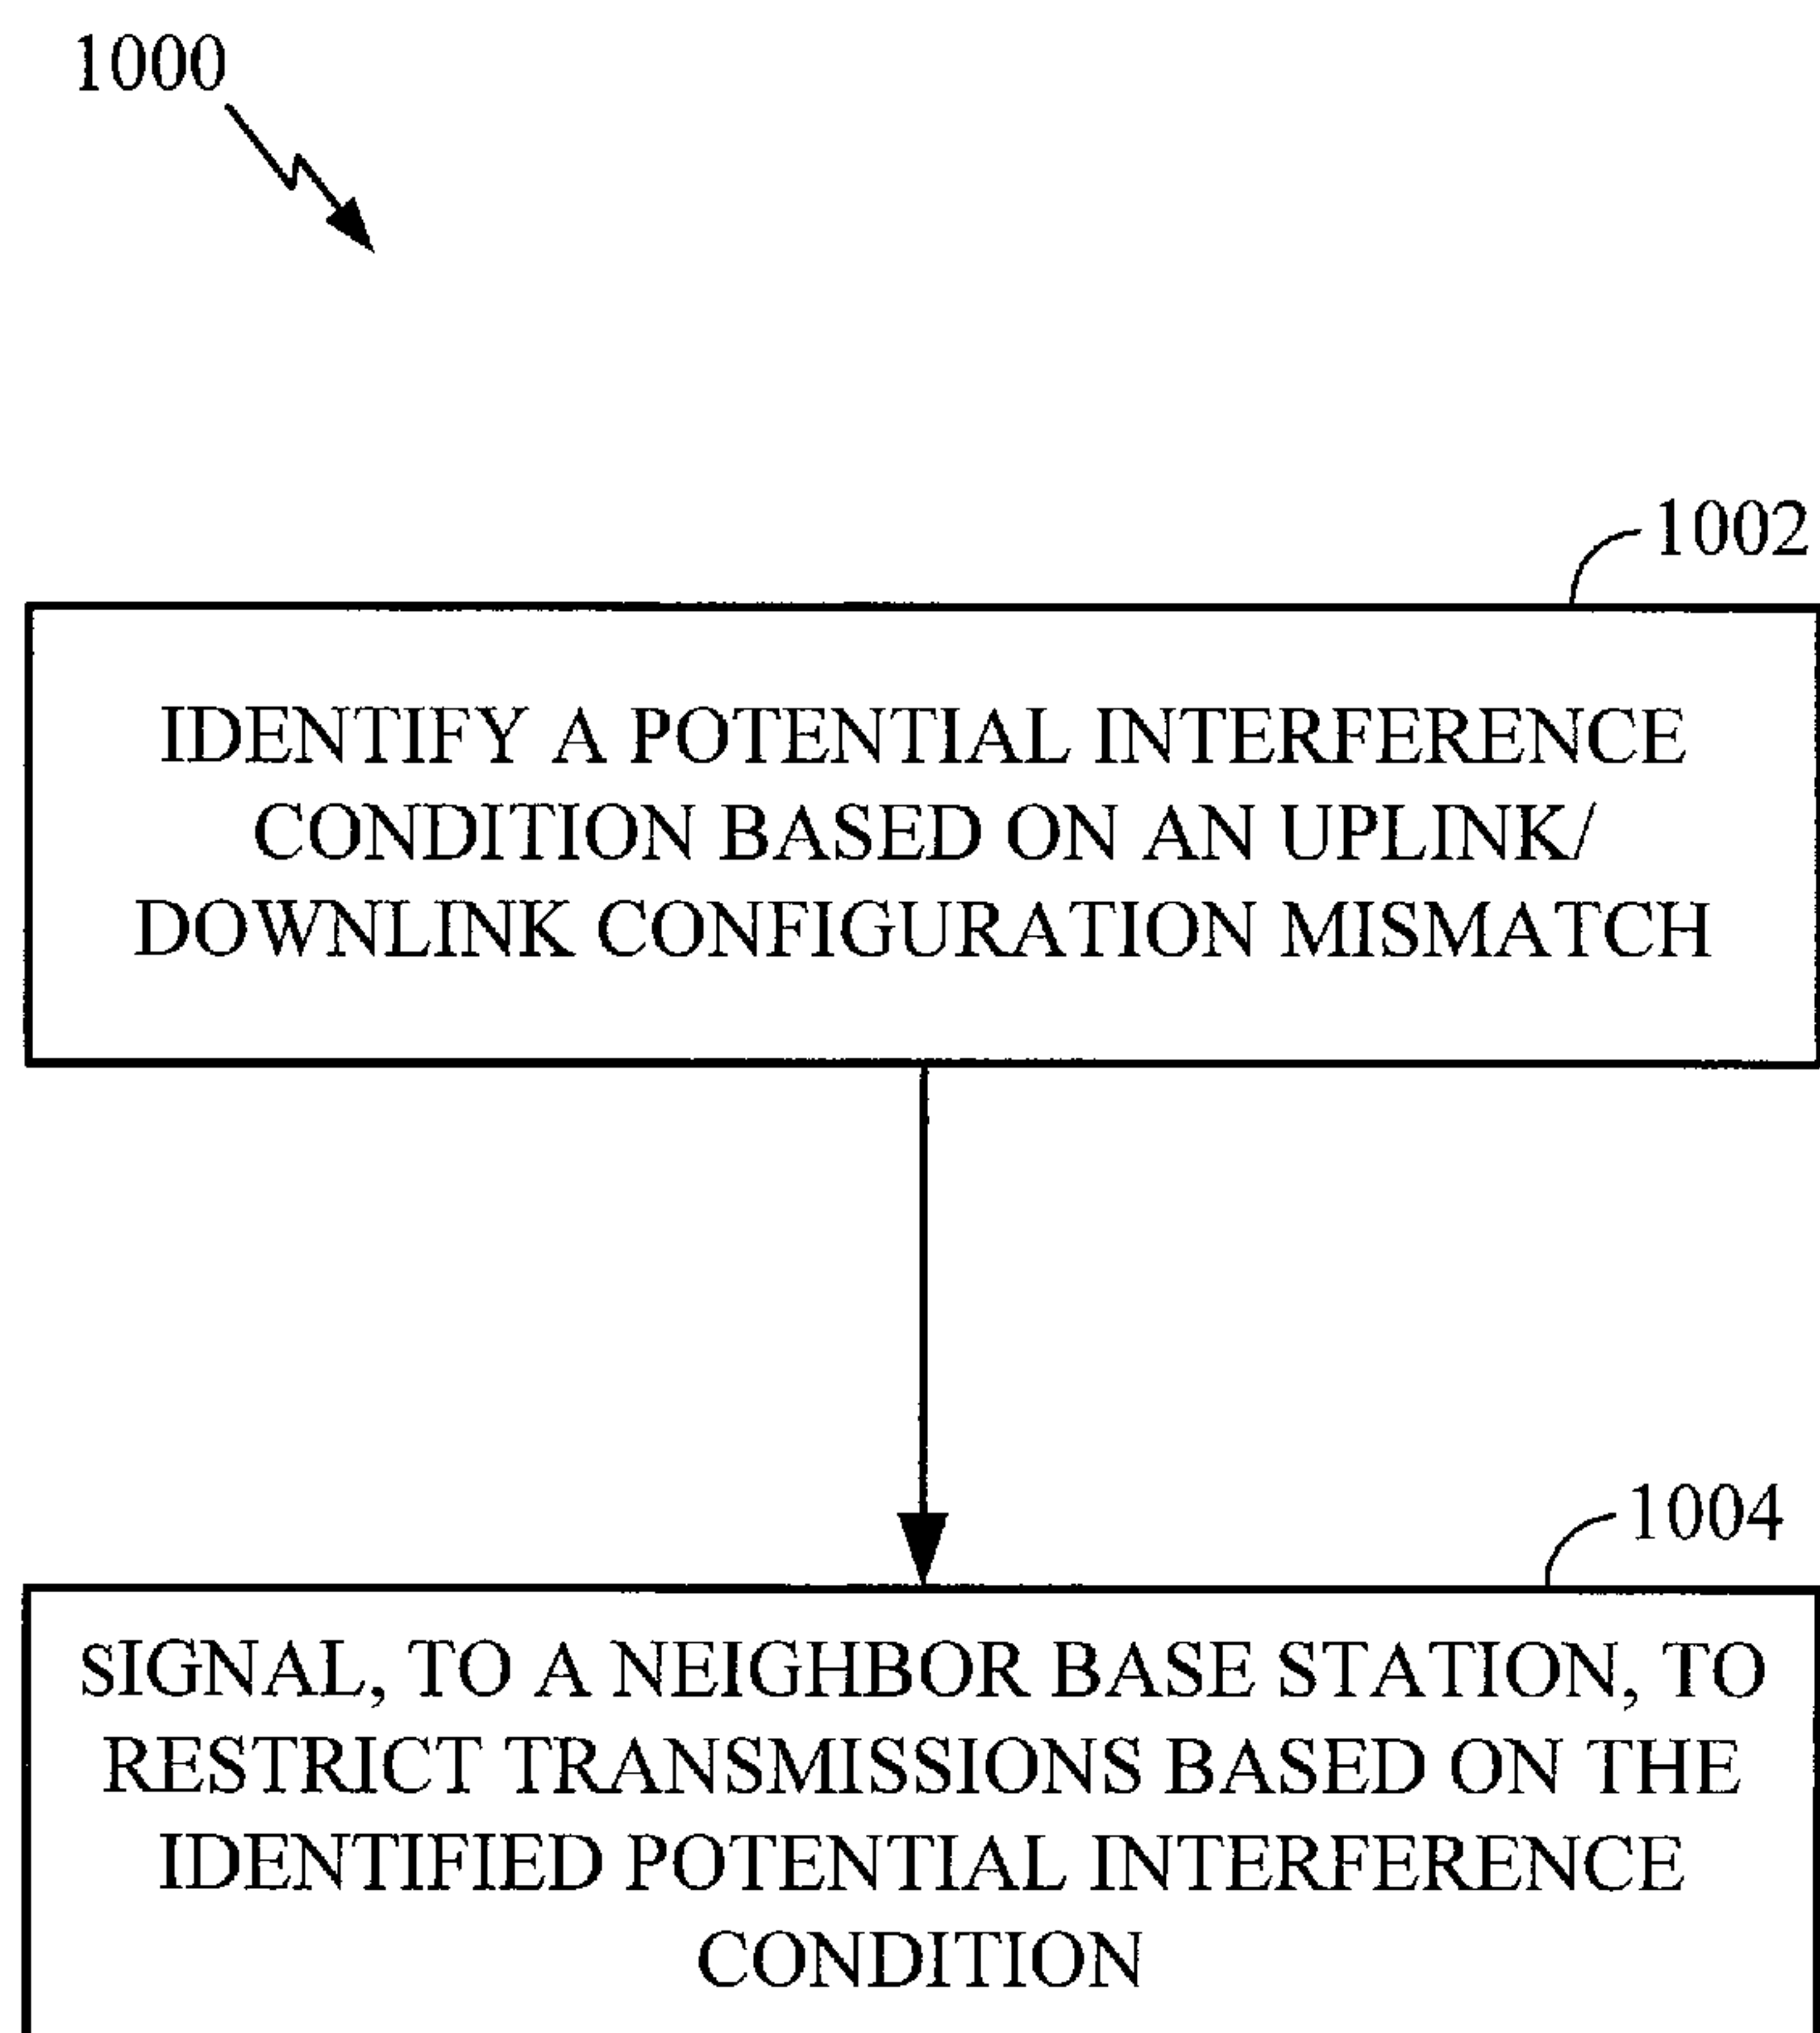 1000
1002
IDENTIFY A POTENTIAL INTERFERENCE
CONDITION BASED ON AN UPLINK/
DOWNLINK CONFIGURATION MISMATCH
1004
SIGNAL, TO A NEIGHBOR BASE STATION, TO
RESTRICT TRANSMISSIONS BASED ON THE
IDENTIFIED POTENTIAL INTERFERENCE
CONDITION